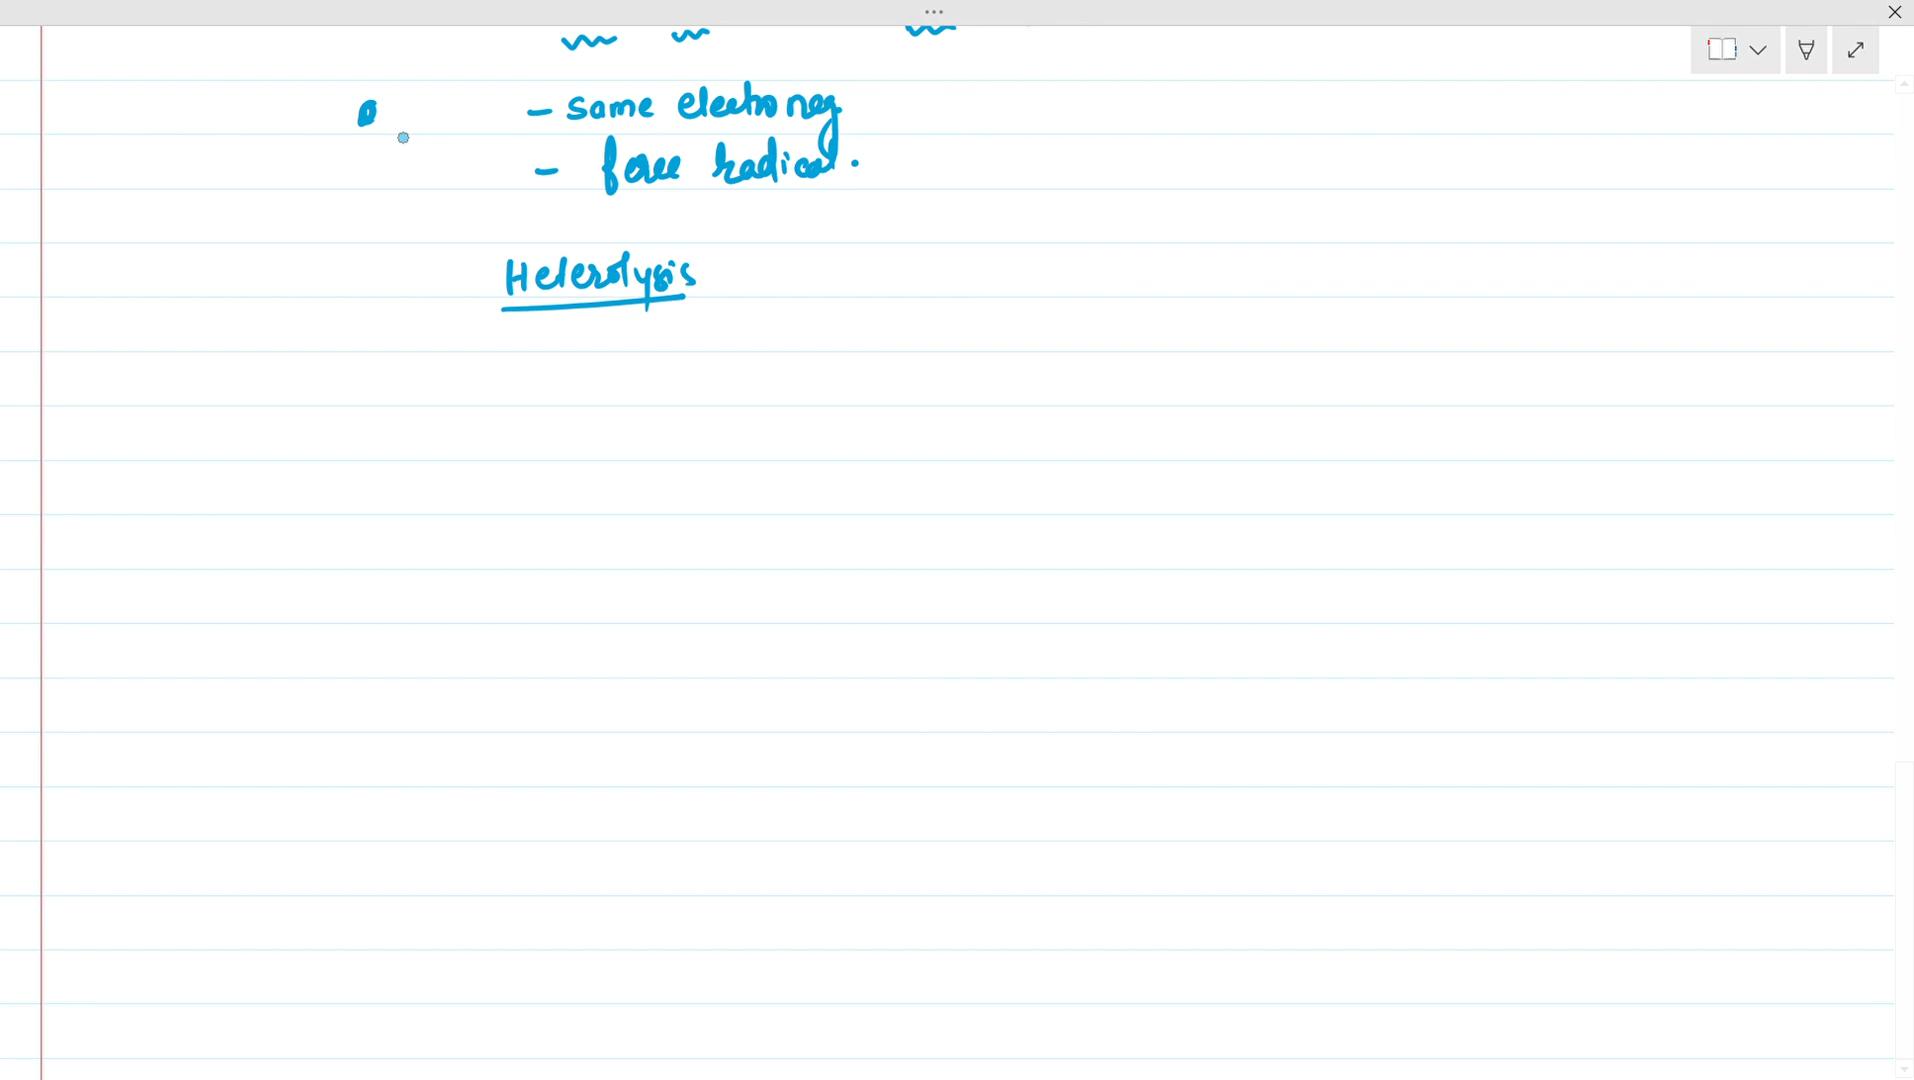 - same electroneg
- free radical.
Heterolysis